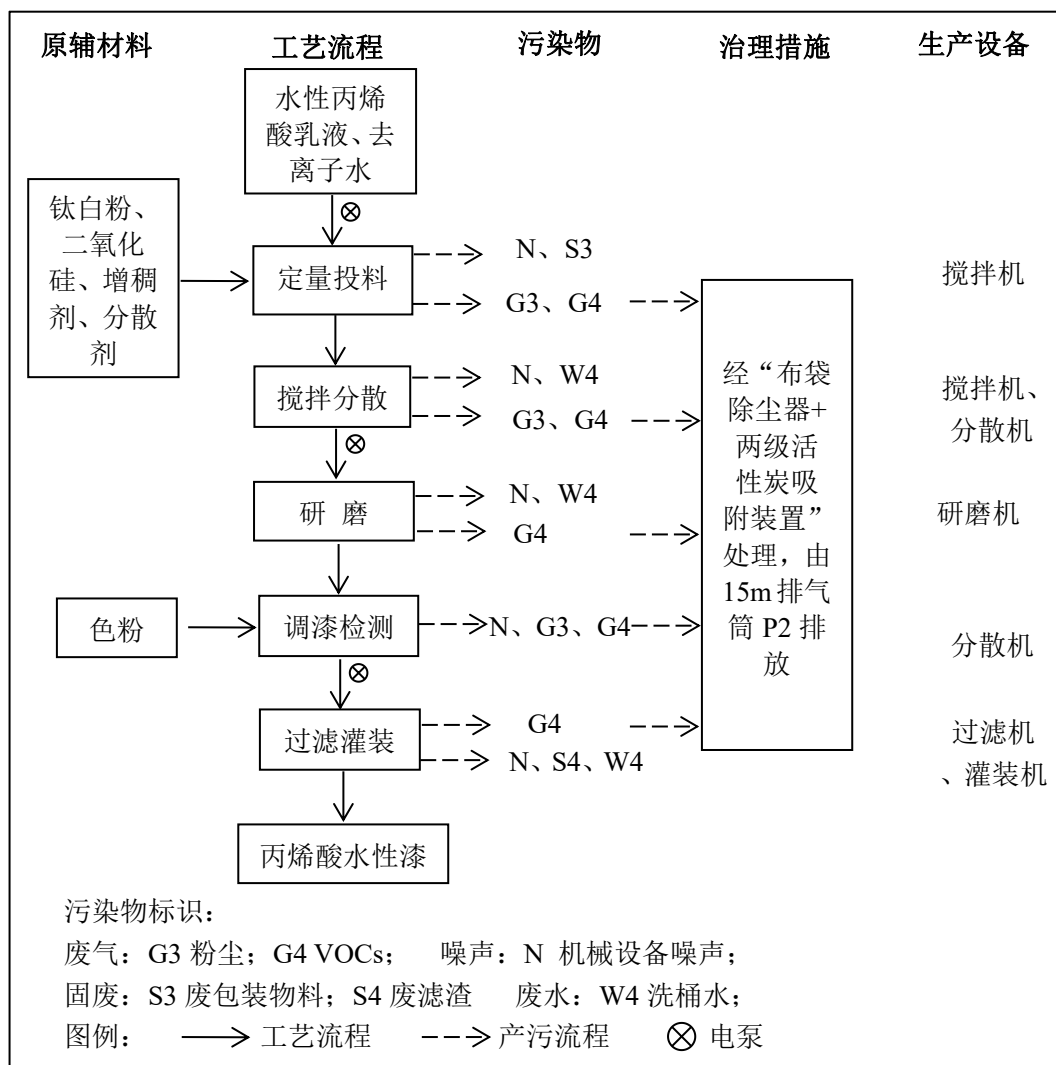 原辅材料 工艺流程 污染物 治理措施 生产设备
水性丙烯
酸乳液、去
离子水
钛白粉、
二氧化
硅、增稠
剂、分散
剂
定量投料
N、S3
G3、G4
搅拌机
搅拌分散
N、W4
G3、G4
搅拌机、
分散机
研 磨
N、W4
G4
研磨机
经“布袋
除尘器+
两级活
性炭吸
附装置”
处理，由
15m 排气
筒 P2 排
放
色粉
调漆检测
N、G3、G4
分散机
过滤灌装
G4
N、S4、W4
过滤机
、灌装机
丙烯酸水性漆
污染物标识：
废气：G3 粉尘；G4 VOCs； 噪声：N 机械设备噪声；
固废：S3 废包装物料；S4 废滤渣 废水：W4 洗桶水；
图例： 工艺流程 产污流程 电泵